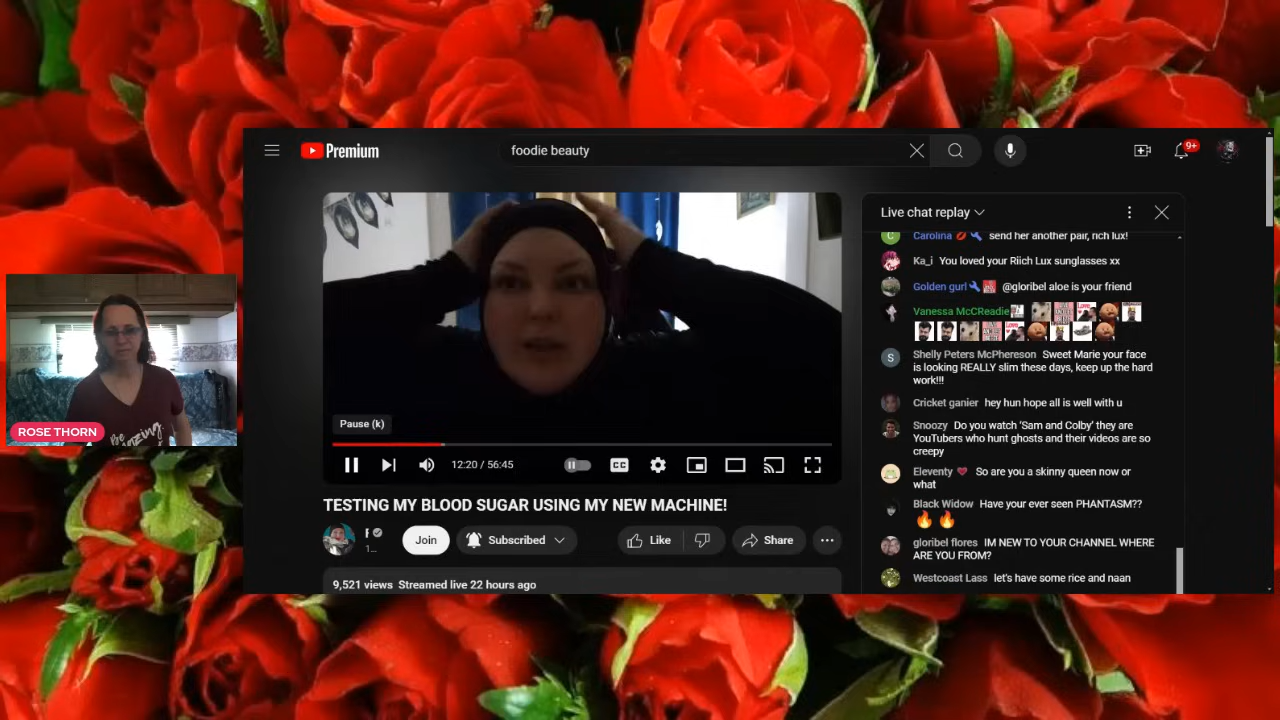 Premium
foodie beauty
9+
Live chat replay
Carolina send her another pair, rich lux!
Ka_i You loved your Riich Lux sunglasses xx
Golden gurl @gloribel aloe is your friend
Vanessa McCReadie
S Shelly Peters McPhereson Sweet Marie your face
is looking REALLY slim these days, keep up the hard
work!!!
Cricket ganier hey hun hope all is well with u
Snoozy Do you watch 'Sam and Colby' they are
YouTubers who hunt ghosts and their videos are so
creepy
Eleventy So are you a skinny queen now or
what
Black Widow Have your ever seen PHANTASM??
gloribel flores IM NEW TO YOUR CHANNEL WHERE
ARE YOU FROM?
Westcoast Lass let's have some rice and naan
ROSE THORN
Be
Pause (k)
12:20 / 56:45
CC
TESTING MY BLOOD SUGAR USING MY NEW MACHINE!
F
1...
Join
Subscribed
Like
Share
9,521 views Streamed live 22 hours ago